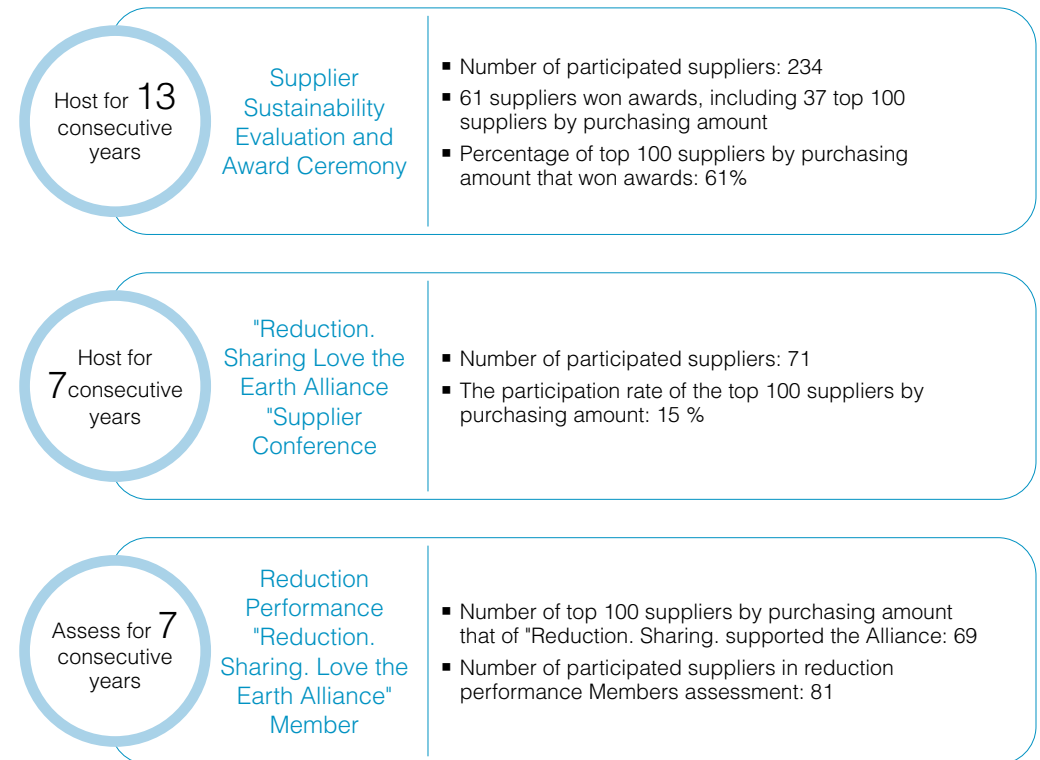 Host for 13
consecutive
years
Supplier
Sustainability
Evaluation and
Award Ceremony
▪ Number of participated suppliers: 234
▪ 61 suppliers won awards, including 37 top 100
suppliers by purchasing amount
▪ Percentage of top 100 suppliers by purchasing
amount that won awards: 61%
Host for
7consecutive
years
"Reduction.
Sharing Love the
Earth Alliance
"Supplier
Conference
▪ Number of participated suppliers: 71
▪ The participation rate of the top 100 suppliers by
purchasing amount: 15 %
Assess for 7
consecutive
years
Reduction
Performance
"Reduction.
Sharing. Love the
Earth Alliance"
Member
▪ Number of top 100 suppliers by purchasing amount
that of "Reduction. Sharing. supported the Alliance: 69
▪ Number of participated suppliers in reduction
performance Members assessment: 81